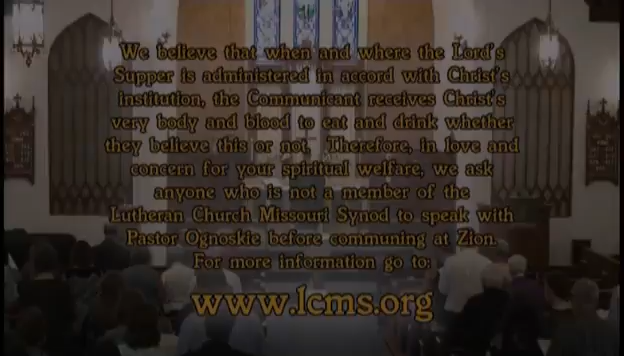 We believe that when and where the Lord's
Supper is administered in accord with Christ's
institution, the Communicant receives Christ's
very body and blood to eat and drink whether
they believe this or not. Therefore, in love and
concern for your spiritual welfare, we ask
anyone who is not a member of the
Lutheran Church Missouri Synod to speak with
Pastor Ognoskie before communing at Zion.
For more information go to:
www.lcms.org